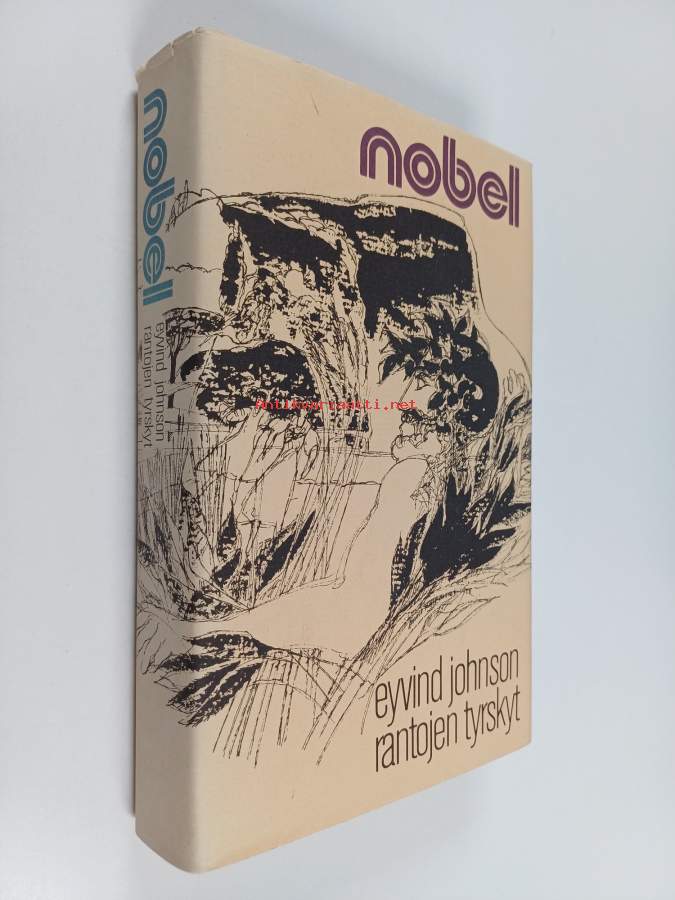 nobel
eyvind johnson
rantojen tyrskyt
nobel
eyvind johnson
rantojen tyrskyt
Antikvariaatti.net